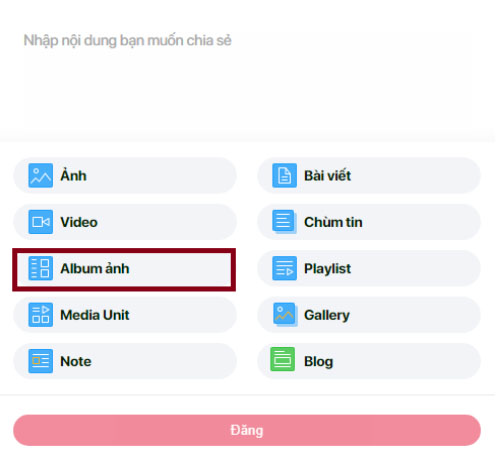 Nhập nội dung bạn muốn chia sẻ
Ảnh
Bài viết
Video
Chùm tin
Album ảnh
Playlist
Media Unit
Gallery
Note
Blog
Đăng